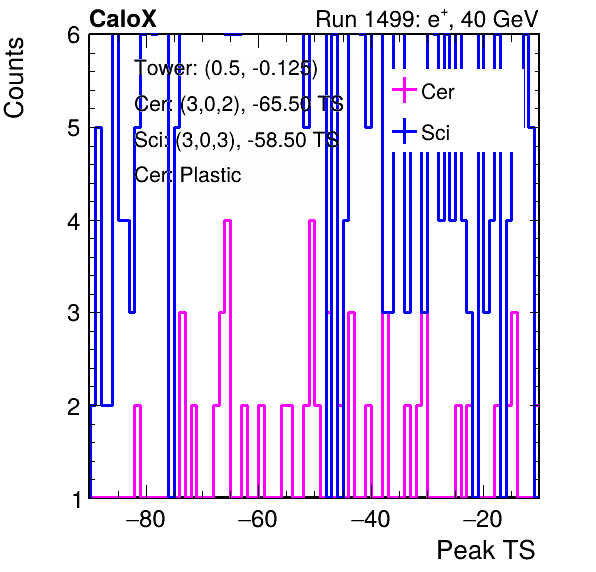 CaloX Run 1499: e+, 40 GeV
Counts
6
5
4
3
2
1
Tower: (0.5, -0.125)
Cer: (3,0,2), -65.50 TS
Sci: (3,0,3), -58.50 TS
Cer: Plastic
Cer
Sci
−80 −60 −40 −20
Peak TS